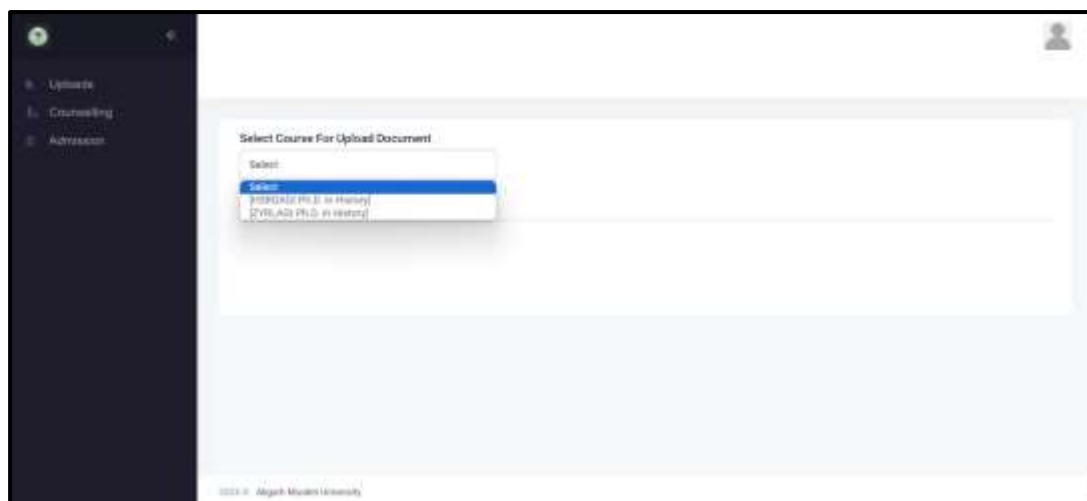 Uploads
Counselling
Admission
Select Course For Upload Document
Select
Select
Ph.D. in History]
Ph.D. in History]
Aligarh Muslim University